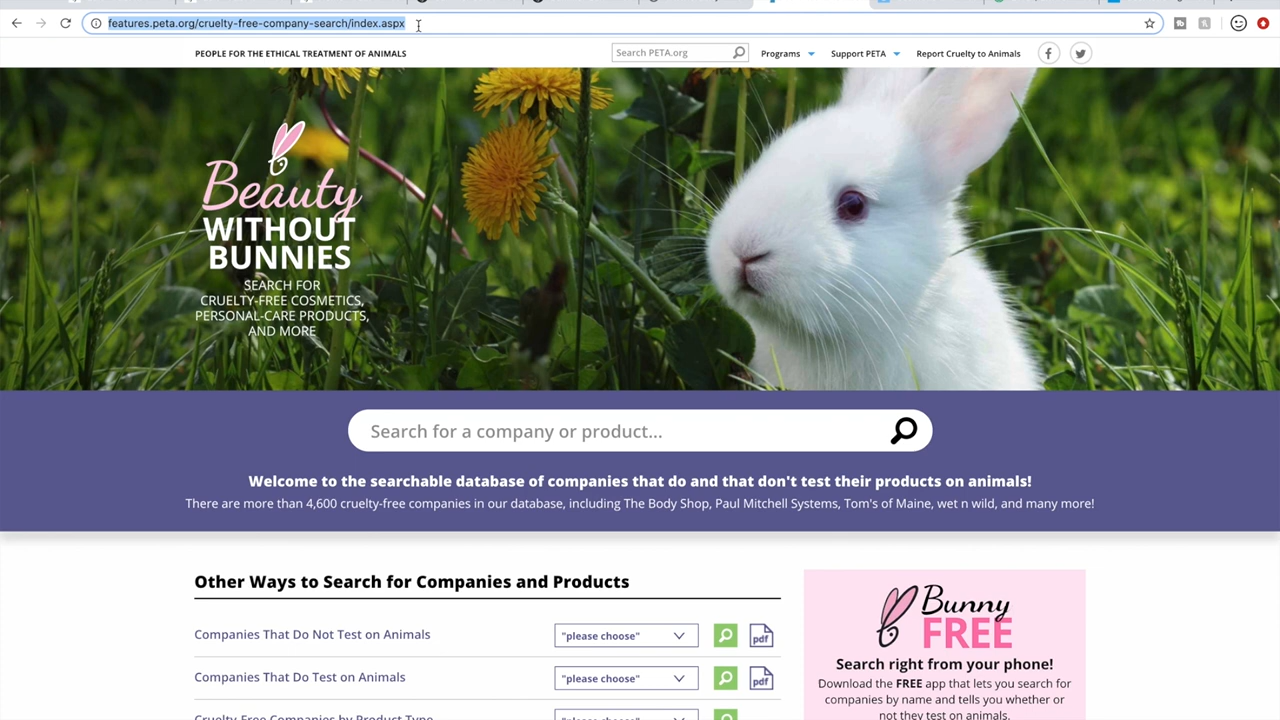 features.peta.org/cruelty-free-company-search/index.aspx
PEOPLE FOR THE ETHICAL TREATMENT OF ANIMALS
Search PETA.org
Programs
Support PETA
Report Cruelty to Animals
Beauty
WITHOUT
BUNNIES
SEARCH FOR
CRUELTY-FREE COSMETICS,
PERSONAL-CARE PRODUCTS,
AND MORE
Search for a company or product...
Welcome to the searchable database of companies that do and that don't test their products on animals!
There are more than 4,600 cruelty-free companies in our database, including The Body Shop, Paul Mitchell Systems, Tom's of Maine, wet n wild, and many more!
Other Ways to Search for Companies and Products
Companies That Do Not Test on Animals
"please choose"
pdf
Companies That Do Test on Animals
"please choose"
pdf
Cruelty-Free Companies by Product Type
Bunny
FREE
Search right from your phone!
Download the FREE app that lets you search for
companies by name and tells you whether or
not they test on animals.